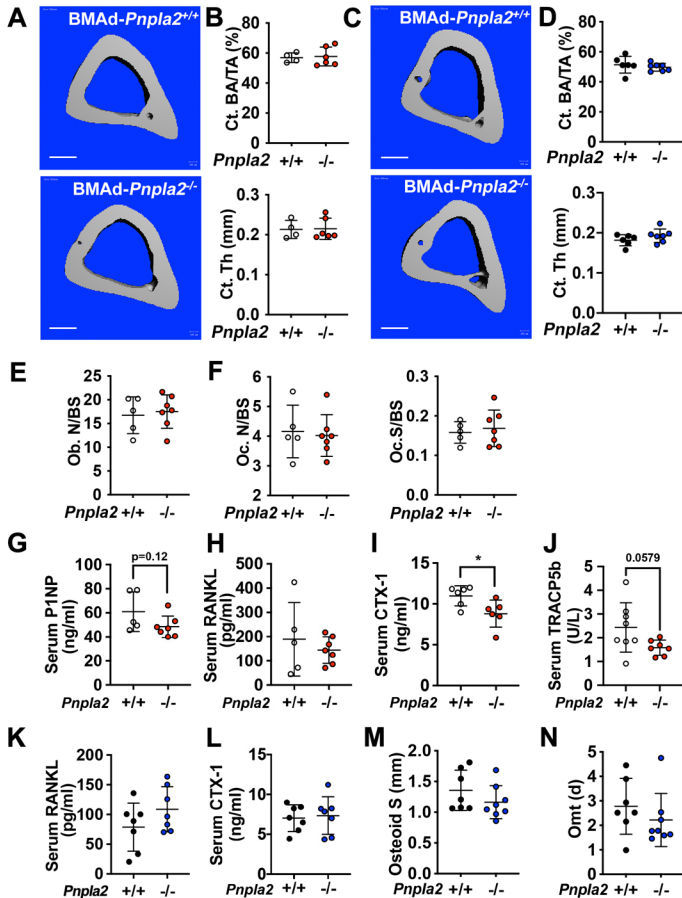 A
BMAd-Pnpla2+/+
BMAd-Pnpla2-/-
B
Ct. BA/TA (%)
80
60
40
20
0
Pnpla2 +/+ -/-
Ct. Th (mm)
0.3
0.2
0.1
0.0
Pnpla2 +/+ -/-
C
BMAd-Pnpla2+/+
BMAd-Pnpla2-/-
D
Ct. BA/TA (%)
80
60
40
20
0
Pnpla2 +/+ -/-
Ct. Th (mm)
0.3
0.2
0.1
0.0
Pnpla2 +/+ -/-
E
Ob. N/BS
25
20
15
10
5
0
Pnpla2 +/+ -/-
F
Oc. N/BS
6
5
4
3
2
+/+ -/-
Oc.S/BS
0.3
0.2
0.1
0.0
+/+ -/-
G
Serum P1NP
(ng/ml)
100
80
60
40
20
0
p=0.12
Pnpla2 +/+ -/-
H
Serum RANKL
(pg/ml)
500
400
300
200
100
0
+/+ -/-
I
Serum CTX-1
(ng/ml)
15
10
5
0
*
+/+ -/-
J
Serum TRACP5b
(U/L)
5
4
3
2
1
0
0.0579
+/+ -/-
K
Serum RANKL
(pg/ml)
200
150
100
50
0
Pnpla2 +/+ -/-
L
Serum CTX-1
(ng/ml)
15
10
5
0
+/+ -/-
M
Osteoid S (mm)
2.0
1.5
1.0
0.5
0.0
+/+ -/-
N
Omt (d)
5
4
3
2
1
0
+/+ -/-